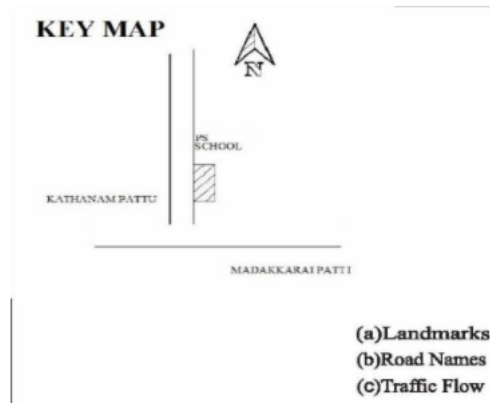 KEY MAP
N
PS
SCHOOL
KATHANAM PATTU
MADAKKARAI PATTI
(a)Landmarks
(b)Road Names
(c)Traffic Flow